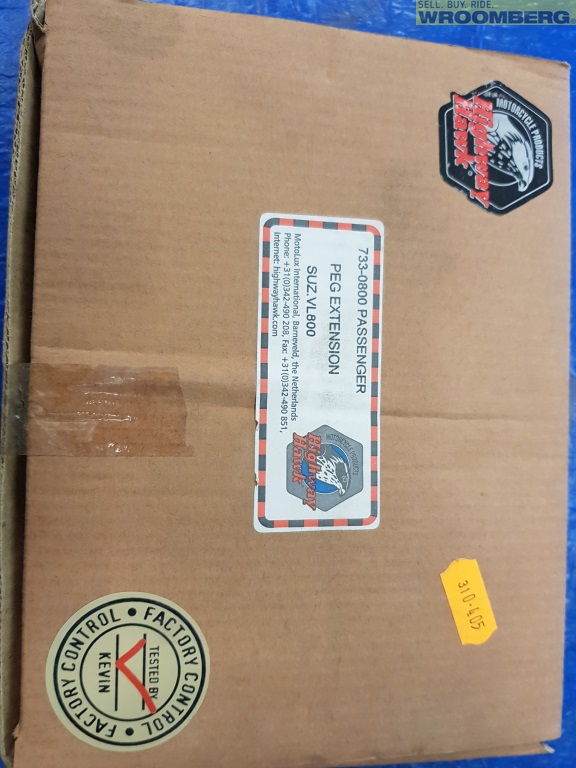 SELL. BUY. RIDE.
WROOMBERG
MOTORCYCLE PRODUCTS
Highway
Hawk
733-0800 PASSENGER
PEG EXTENSION
SUZ.VL800
MotoLux International, Barneveld, the Netherlands
Phone: +31(0)342-490 208, Fax: +31(0)342-490 851,
Internet: highwayhawk.com
MOTORCYCLE PRODUCTS
Highway
Hawk
310.405
FACTORY CONTROL
TESTED BY
KEVIN
FACTORY CONTROL